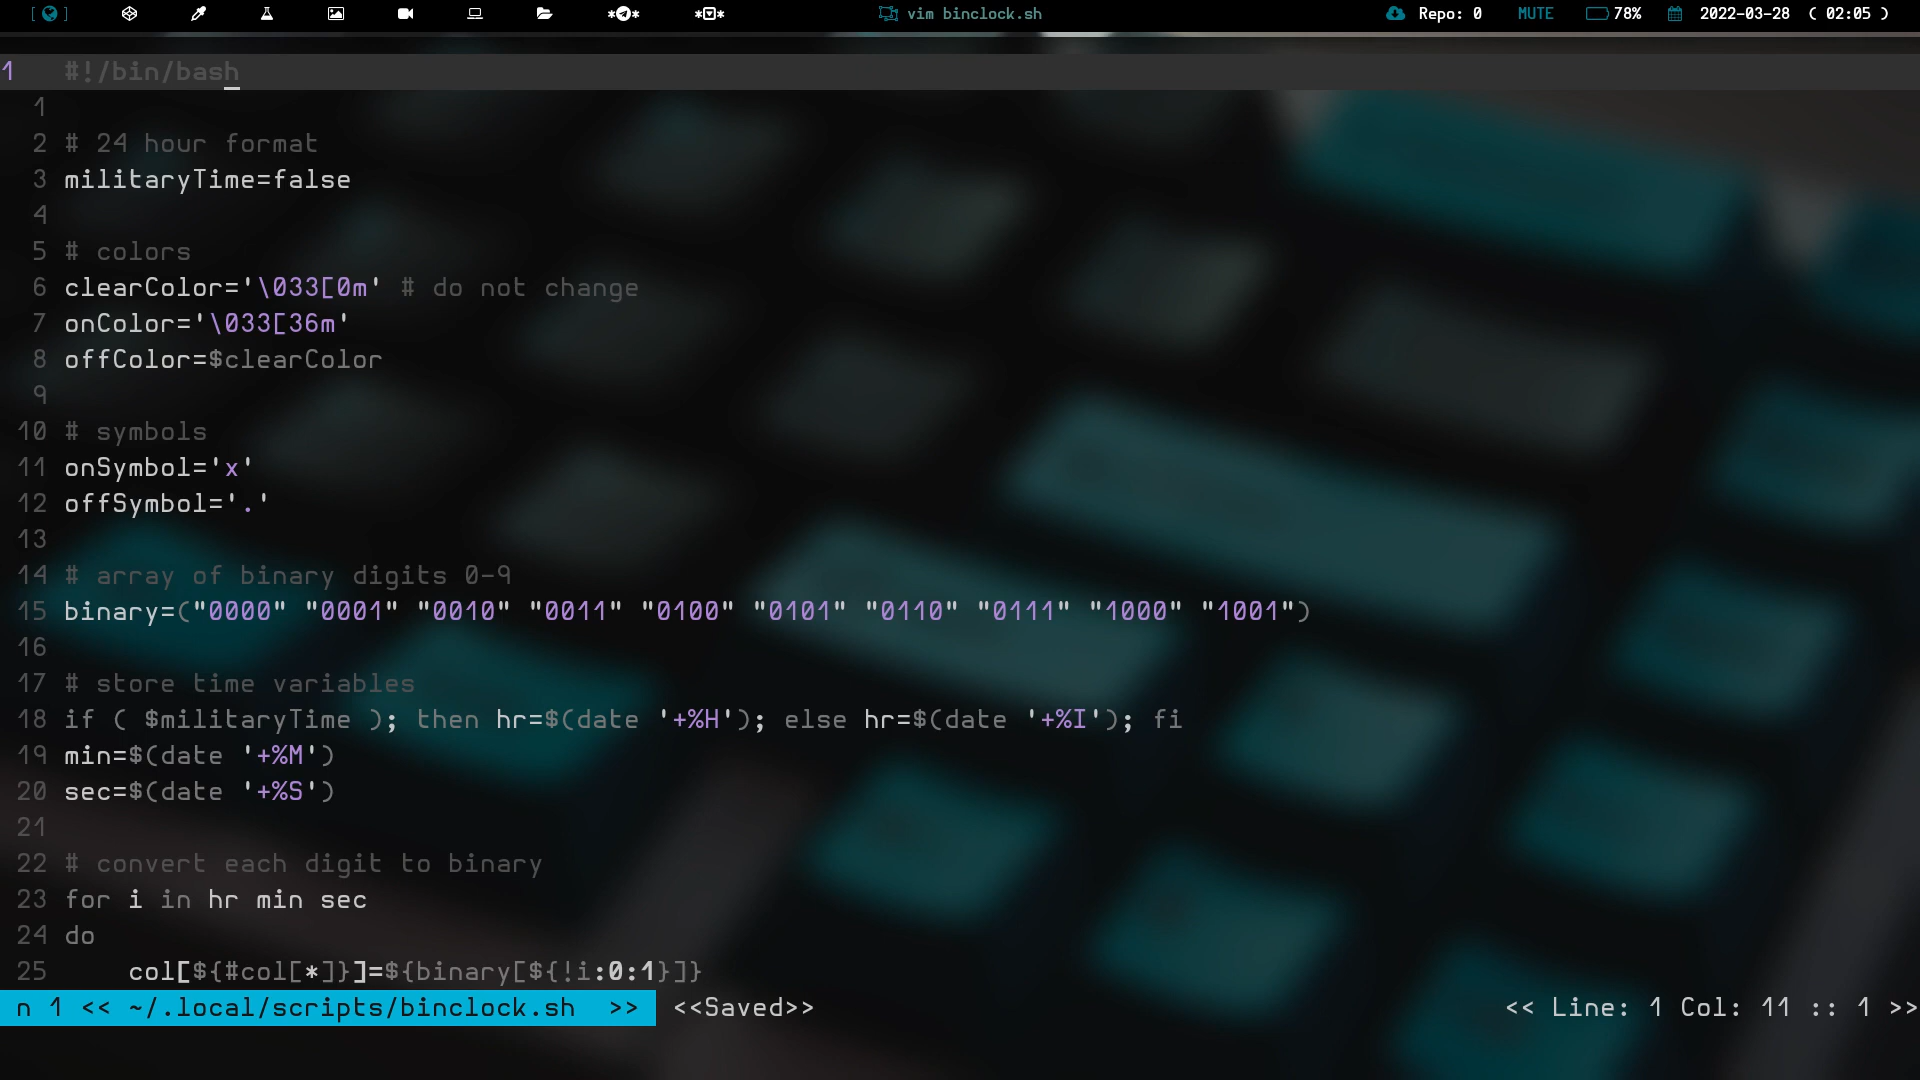 [ ] ** ** vim binclock.sh Repo: 0 MUTE 78% 2022-03-28 ( 02:05 )
1 #!/bin/bash
1
2 # 24 hour format
3 militaryTime=false
4
5 # colors
6 clearColor='\033[0m' # do not change
7 onColor='\033[36m'
8 offColor=$clearColor
9
10 # symbols
11 onSymbol='x'
12 offSymbol='.'
13
14 # array of binary digits 0-9
15 binary=("0000" "0001" "0010" "0011" "0100" "0101" "0110" "0111" "1000" "1001")
16
17 # store time variables
18 if ( $militaryTime ); then hr=$(date '+%H'); else hr=$(date '+%I'); fi
19 min=$(date '+%M')
20 sec=$(date '+%S')
21
22 # convert each digit to binary
23 for i in hr min sec
24 do
25 col[${#col[*]}]=${binary[${!i:0:1}]}
n 1 << ~/.local/scripts/binclock.sh >> <<Saved>> << Line: 1 Col: 11 :: 1 >>